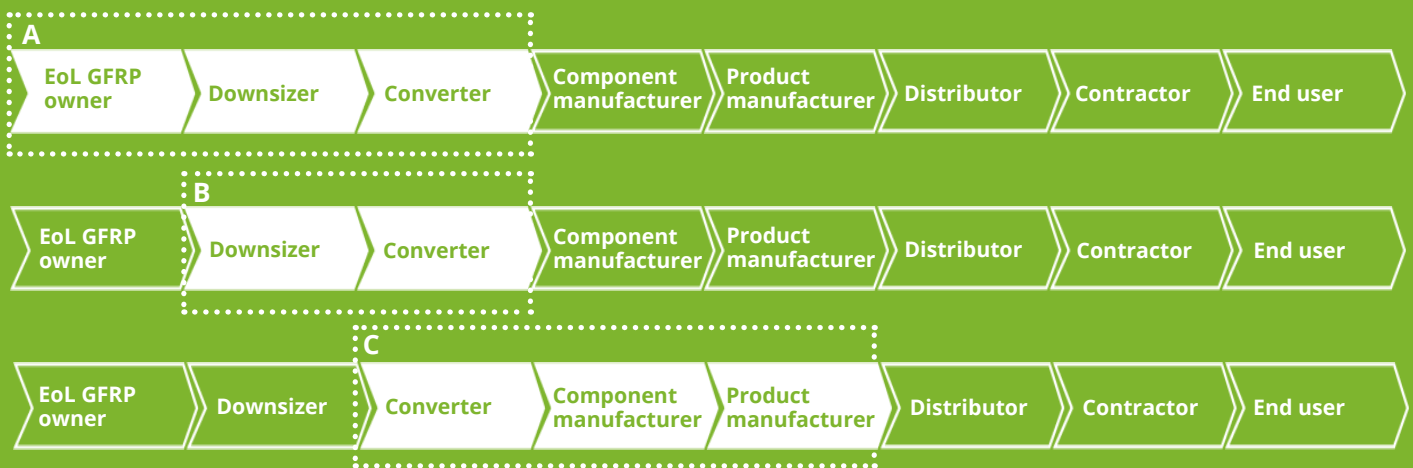 A
EoL GFRP
owner
Downsizer
Converter
Component
manufacturer
Product
manufacturer
Distributor
Contractor
End user
B
EoL GFRP
owner
Downsizer
Converter
Component
manufacturer
Product
manufacturer
Distributor
Contractor
End user
C
EoL GFRP
owner
Downsizer
Converter
Component
manufacturer
Product
manufacturer
Distributor
Contractor
End user